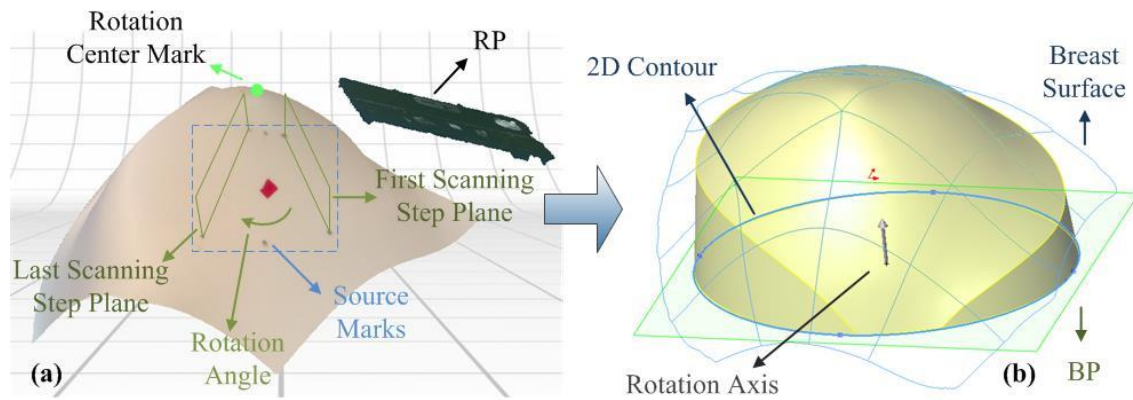 Rotation
Center Mark
RP
First Scanning
Step Plane
Last Scanning
Step Plane
Source
Marks
Rotation
Angle
(a)
2D Contour
Breast
Surface
Rotation Axis
(b)
BP